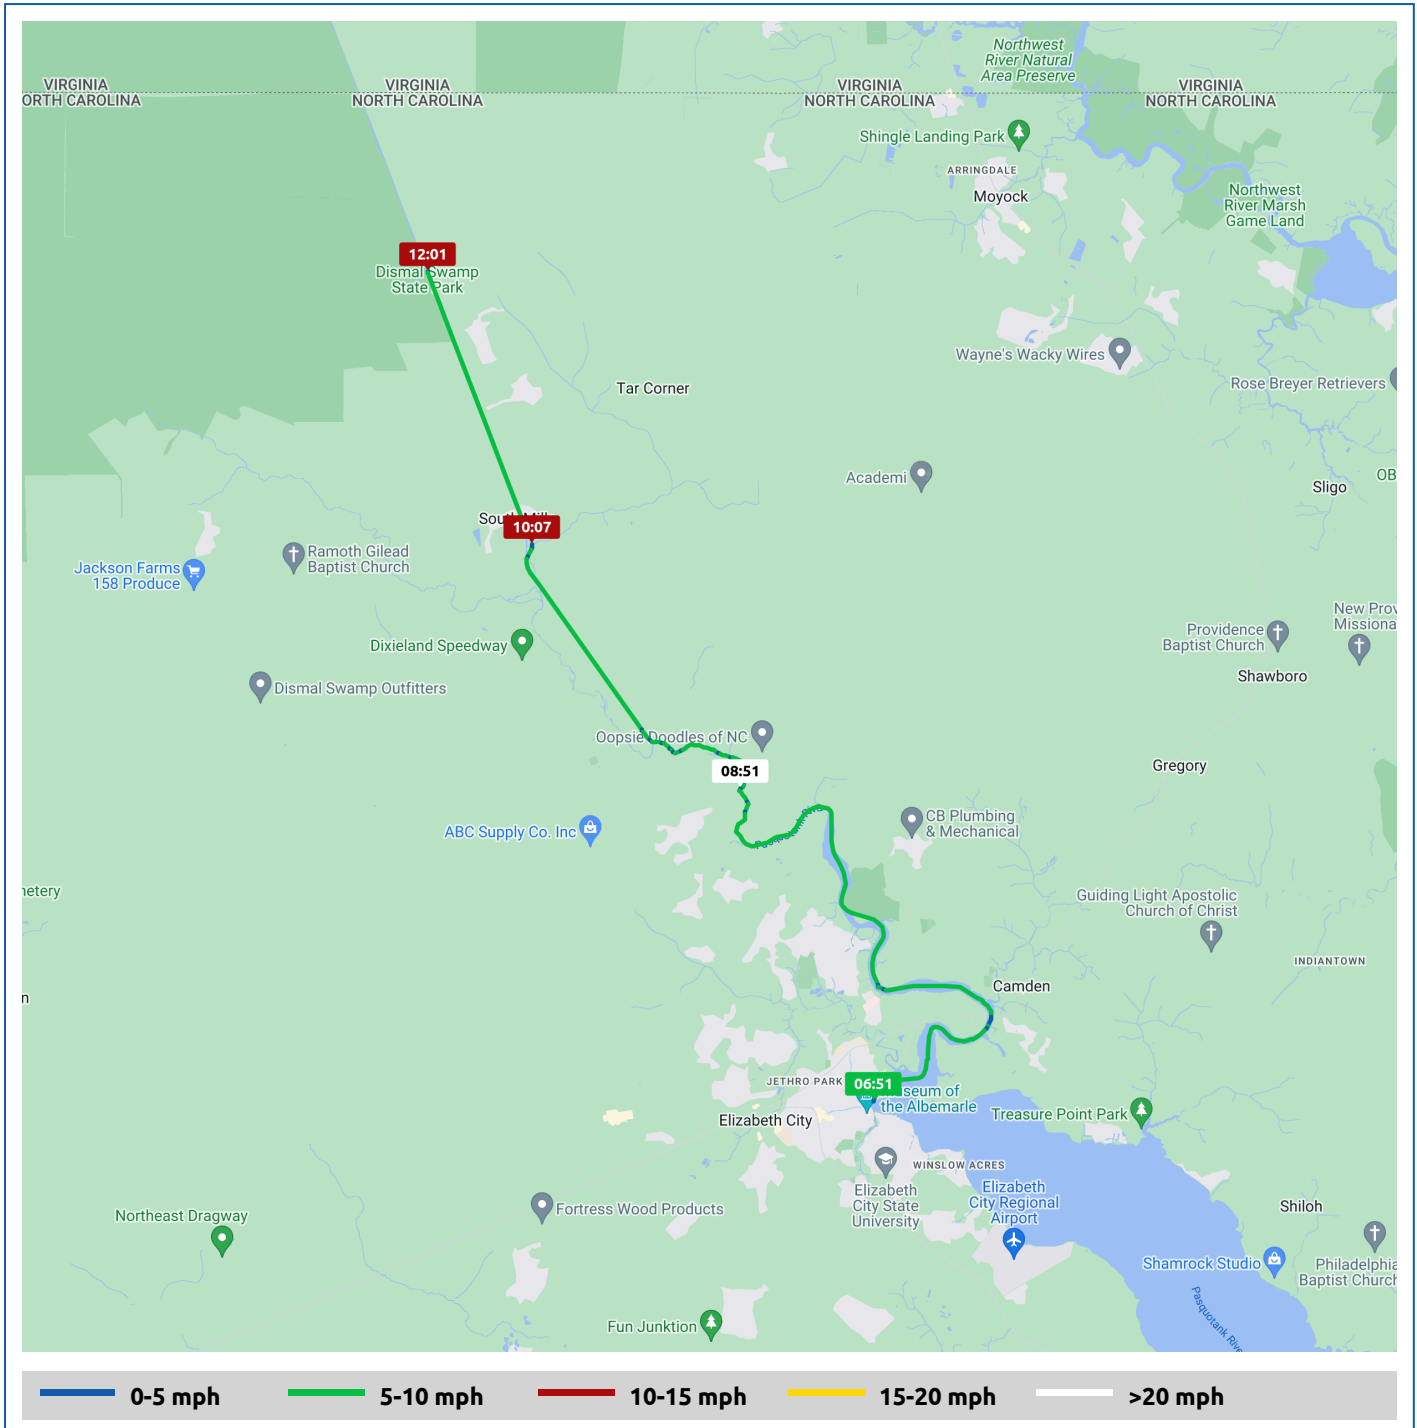 Northwest
River Natural
Area Preserve
VIRGINIA
ORTH CAROLINA
VIRGINIA
NORTH CAROLINA
VIRGINIA
NORTH CAROLINA
VIRGINIA
NORTH CAROLINA
Shingle Landing Park
ARRINGDALE
Moyock
Northwest
River Marsh
Game Land
12:01
Dismal Swamp
State Park
Wayne's Wacky Wires
Rose Breyer Retrievers
Tar Corner
Academi
OB
Sligo
10:07
Ramoth Gilead
Baptist Church
Jackson Farms
158 Produce
New Prov
Missiona
Providence
Baptist Church
Dixieland Speedway
Shawboro
Dismal Swamp Outfitters
Oopsie Doodles of NC
Gregory
08:51
CB Plumbing
& Mechanical
ABC Supply Co. Inc
netery
Guiding Light Apostolic
Church of Christ
INDIANTOWN
n
Camden
JETHRO PARK
06:51
seum of
the Albemarle
Treasure Point Park
Elizabeth City
WINSLOW ACRES
Elizabeth
City State
University
Elizabeth
City Regional
Airport
Fortress Wood Products
Northeast Dragway
Shiloh
Shamrock Studio
Philadelphia
Baptist Church
Pasquotank Rive
Fun Junktion
0-5 mph
5-10 mph
10-15 mph
15-20 mph
>20 mph